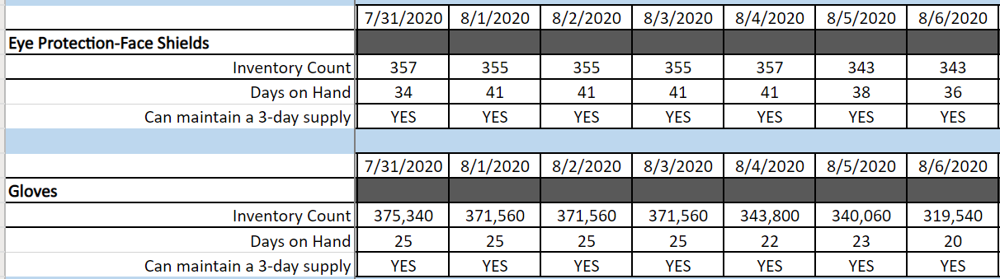 7/31/2020 8/1/2020 8/2/2020 8/3/2020 8/4/2020 8/5/2020 8/6/2020
Eye Protection-Face Shields
Inventory Count 357 355 355 355 357 343 343
Days on Hand 34 41 41 41 41 38 36
Can maintain a 3-day supply YES YES YES YES YES YES YES
7/31/2020 8/1/2020 8/2/2020 8/3/2020 8/4/2020 8/5/2020 8/6/2020
Gloves
Inventory Count 375,340 371,560 371,560 371,560 343,800 340,060 319,540
Days on Hand 25 25 25 25 22 23 20
Can maintain a 3-day supply YES YES YES YES YES YES YES